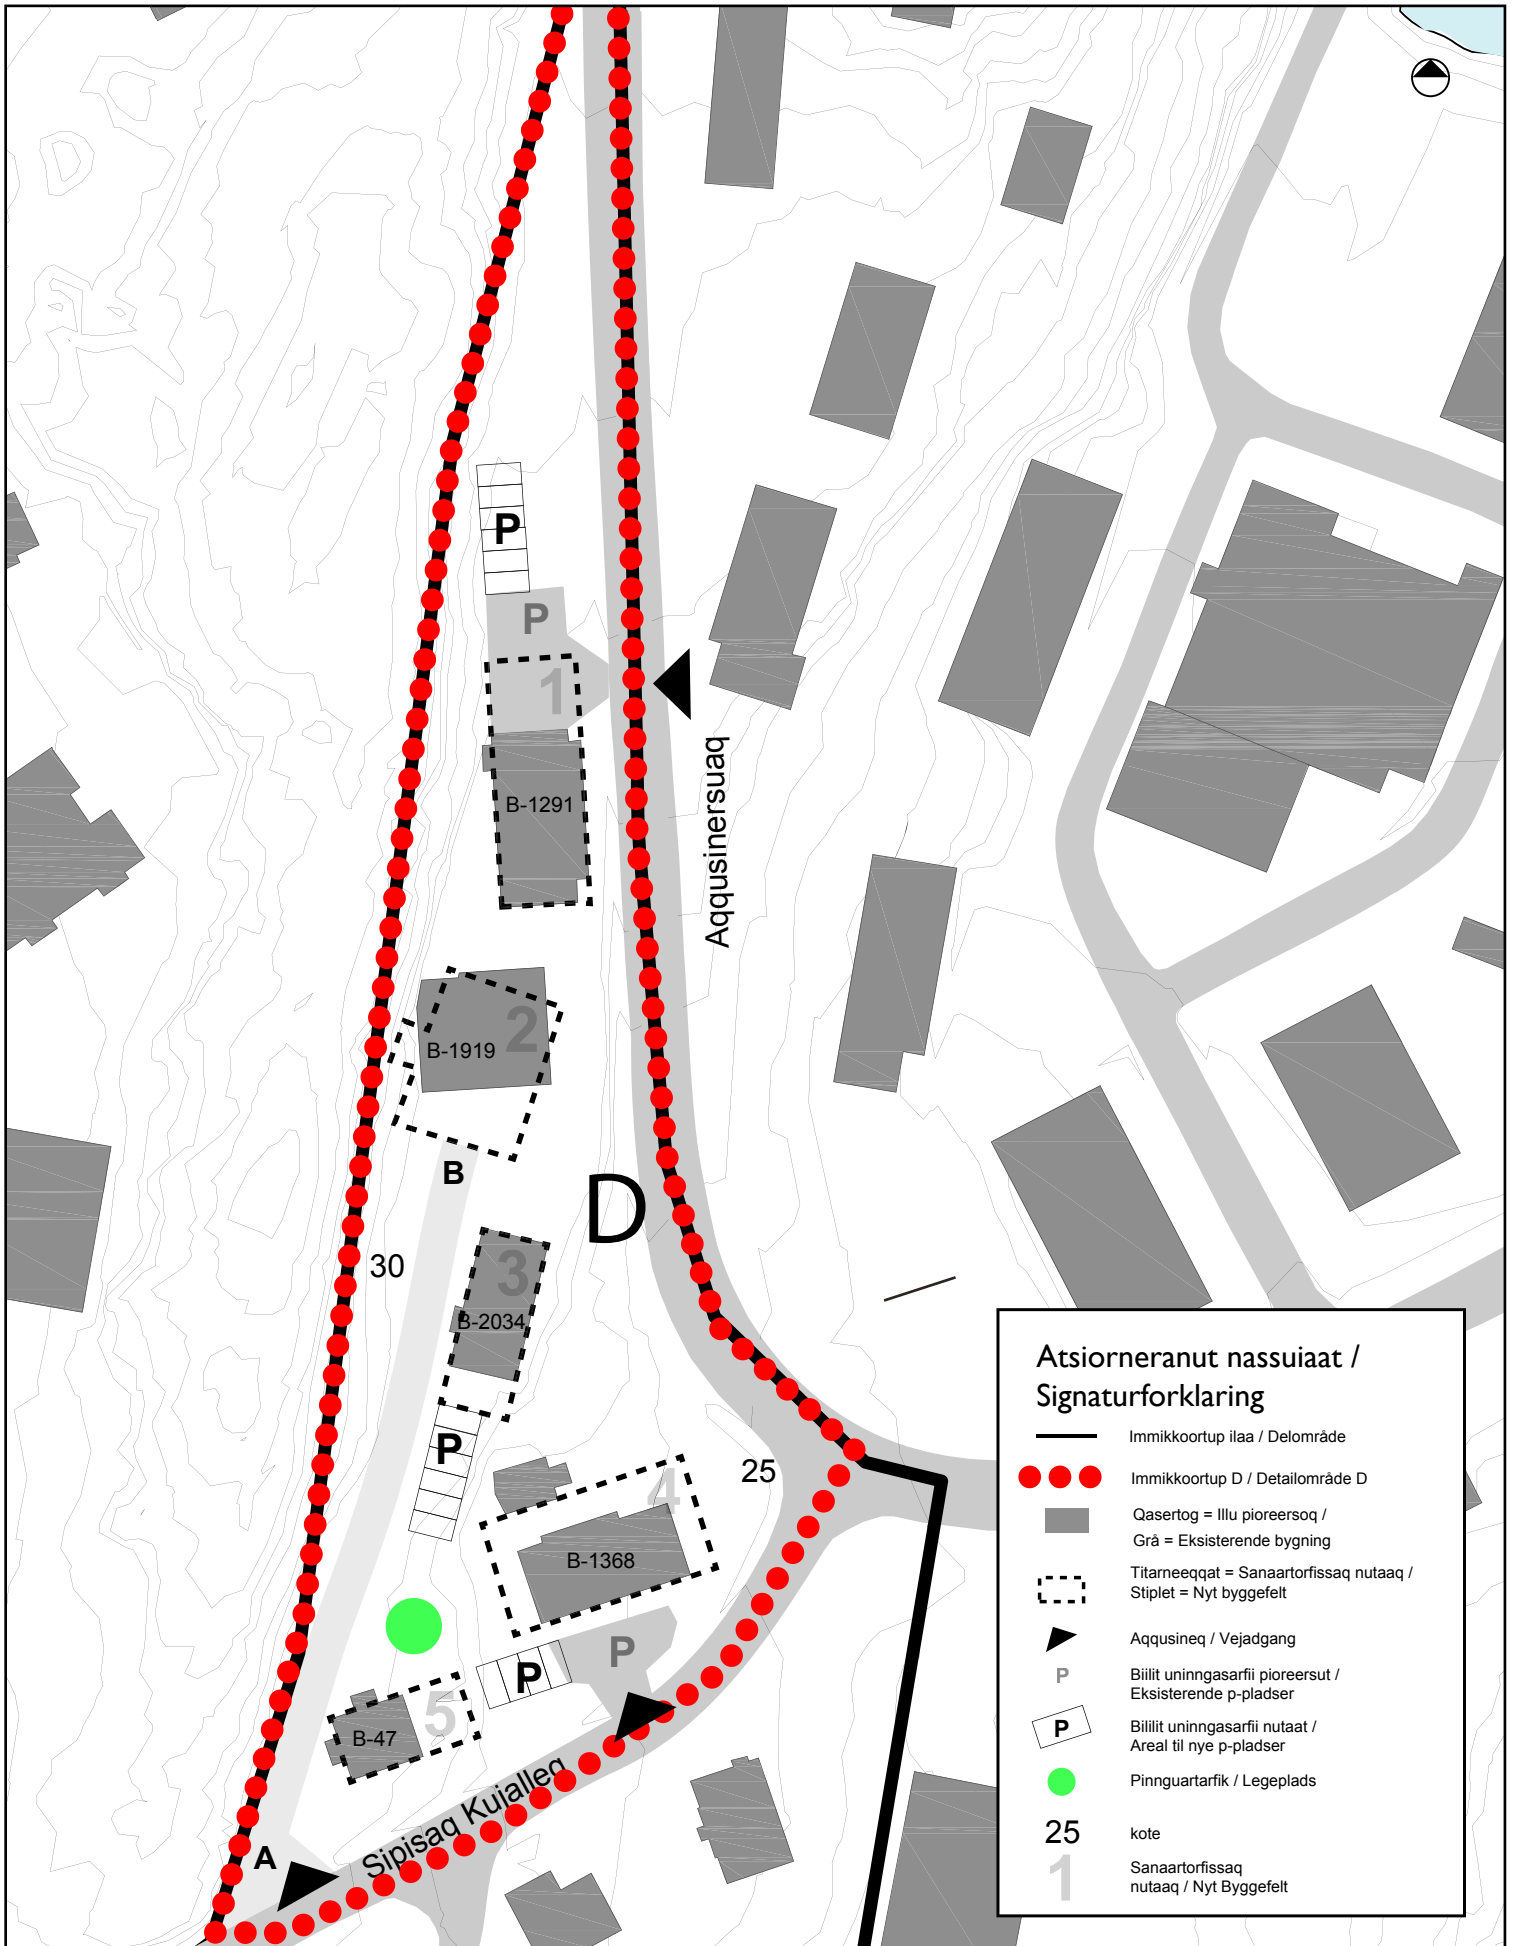 P
P
1
B-1291
Aqqusinersuaq
2
B-1919
B
D
30
3
B-2034
P
25
4
B-1368
P
P
5
B-47
Sipisaq Kujalleq
A
Atsiorneranut nassuiaat /
Signaturforklaring
Immikkoortup ilaa / Delområde
Immikkoortup D / Detailområde D
Qasertog = Illu pioreersoq /
Grå = Eksisterende bygning
Titarneeqqat = Sanaartorfissaq nutaaq /
Stiplet = Nyt byggefelt
Aqqusineq / Vejadgang
P
Biilit uninngasarfii pioreersut /
Eksisterende p-pladser
P
Bililit uninngasarfii nutaat /
Areal til nye p-pladser
Pinnguartarfik / Legeplads
25
kote
1
Sanaartorfissaq
nutaaq / Nyt Byggefelt